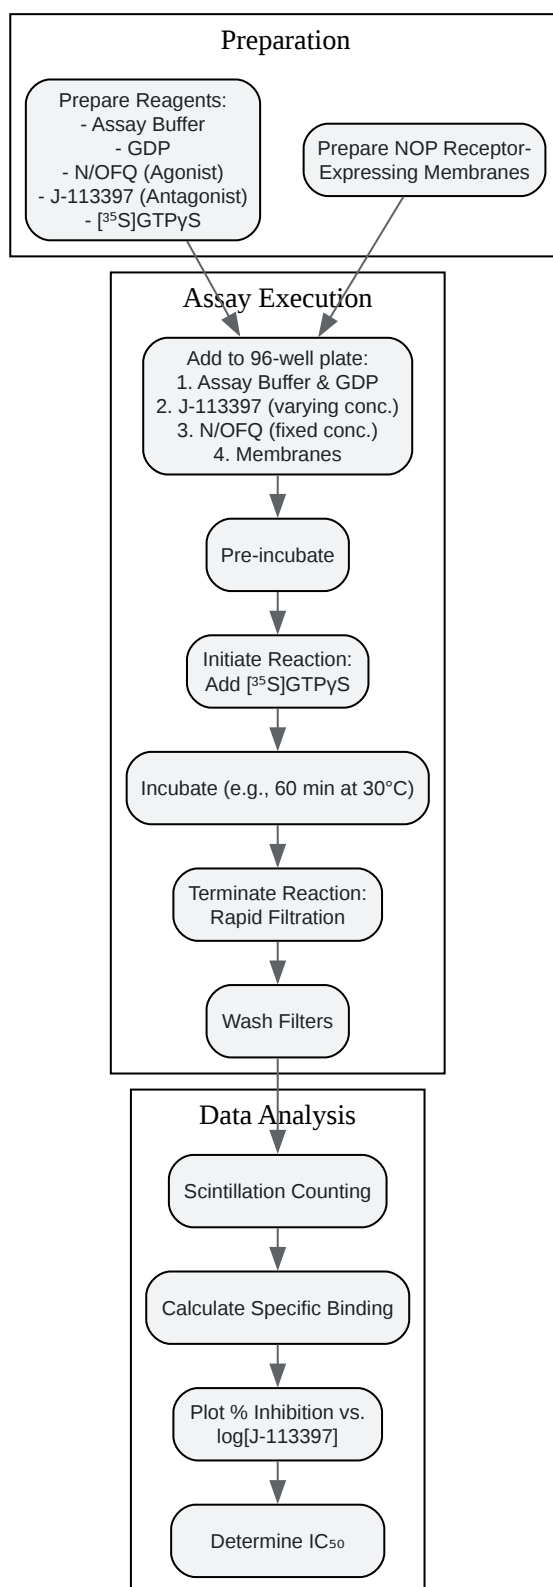 Preparation
Prepare Reagents:
- Assay Buffer
- GDP
- N/OFQ (Agonist)
- J-113397 (Antagonist)
- [³⁵S]GTPγS
Prepare NOP Receptor-
Expressing Membranes
Assay Execution
Add to 96-well plate:
1. Assay Buffer & GDP
2. J-113397 (varying conc.)
3. N/OFQ (fixed conc.)
4. Membranes
Pre-incubate
Initiate Reaction:
Add [³⁵S]GTPγS
Incubate (e.g., 60 min at 30°C)
Terminate Reaction:
Rapid Filtration
Wash Filters
Data Analysis
Scintillation Counting
Calculate Specific Binding
Plot % Inhibition vs.
log[J-113397]
Determine IC₅₀